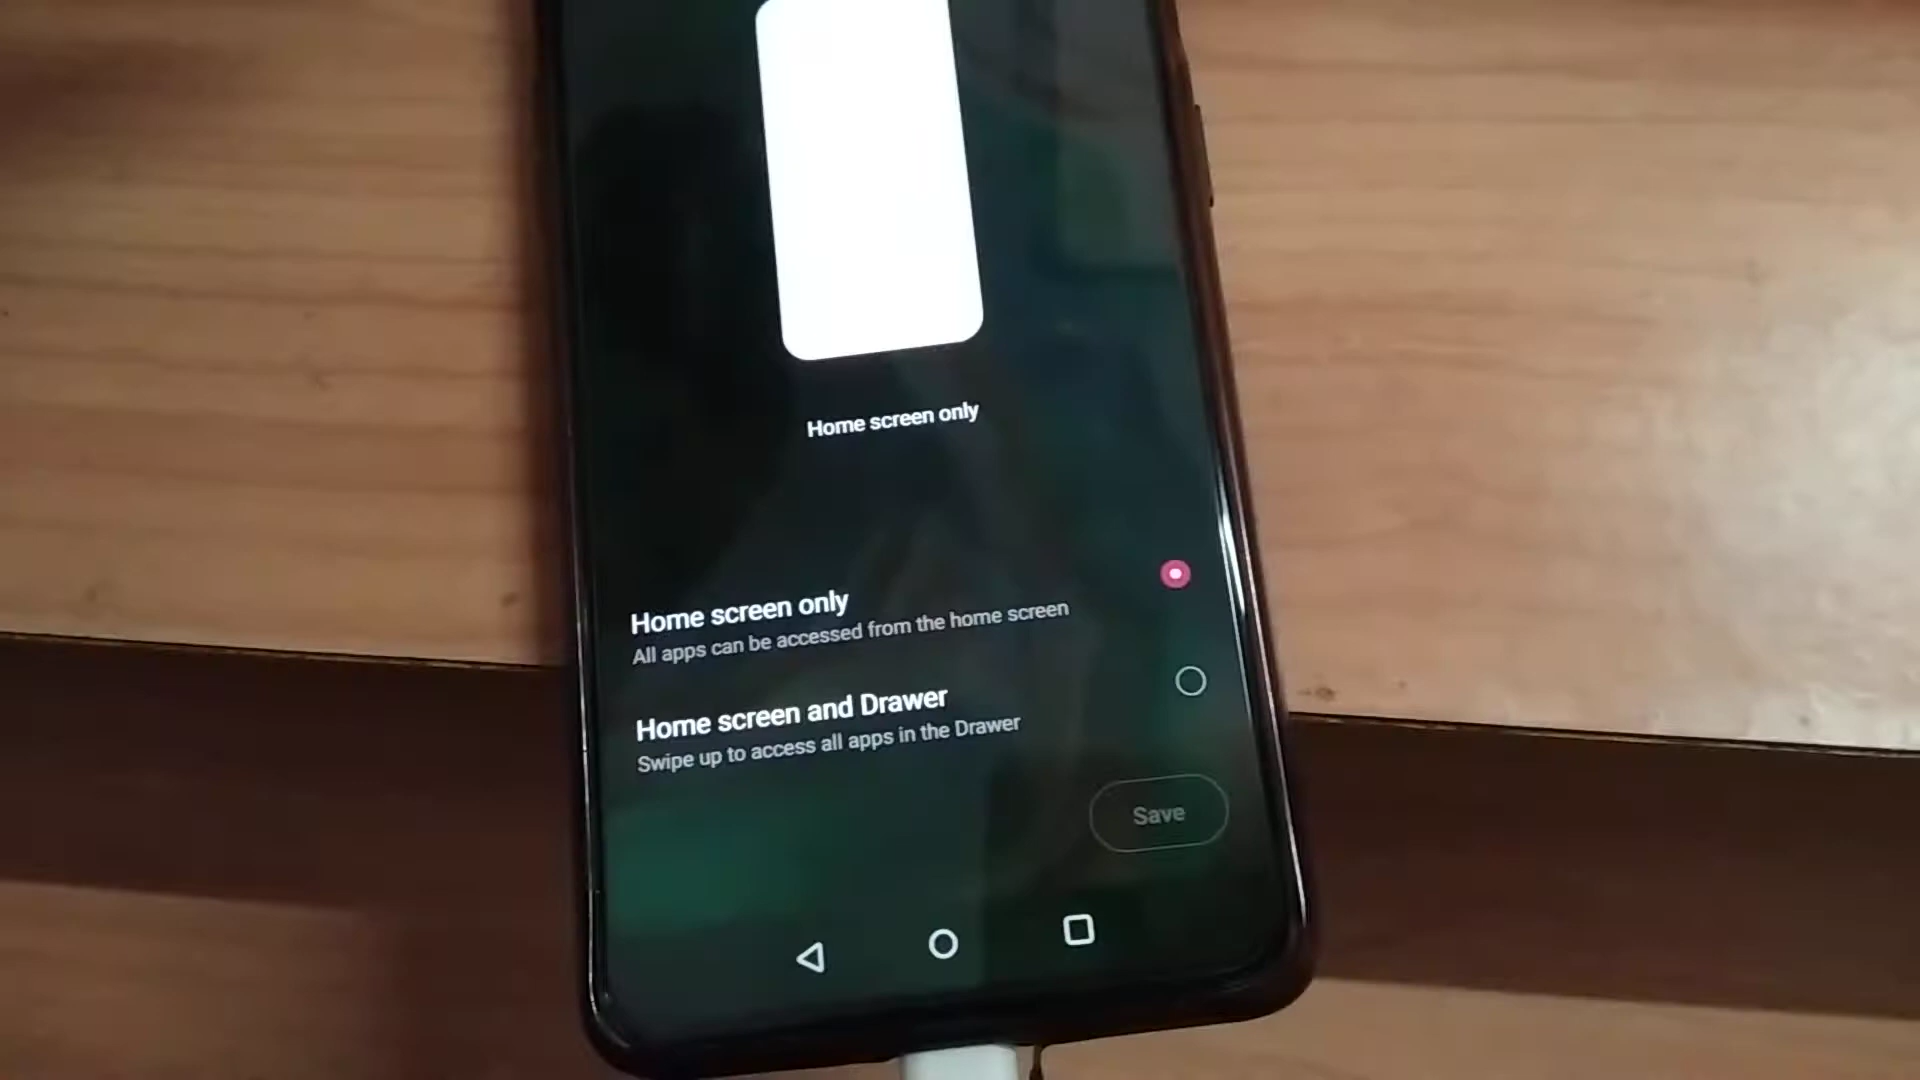 Home screen only
Home screen only
All apps can be accessed from the home screen
Home screen and Drawer
Swipe up to access all apps in the Drawer
Save